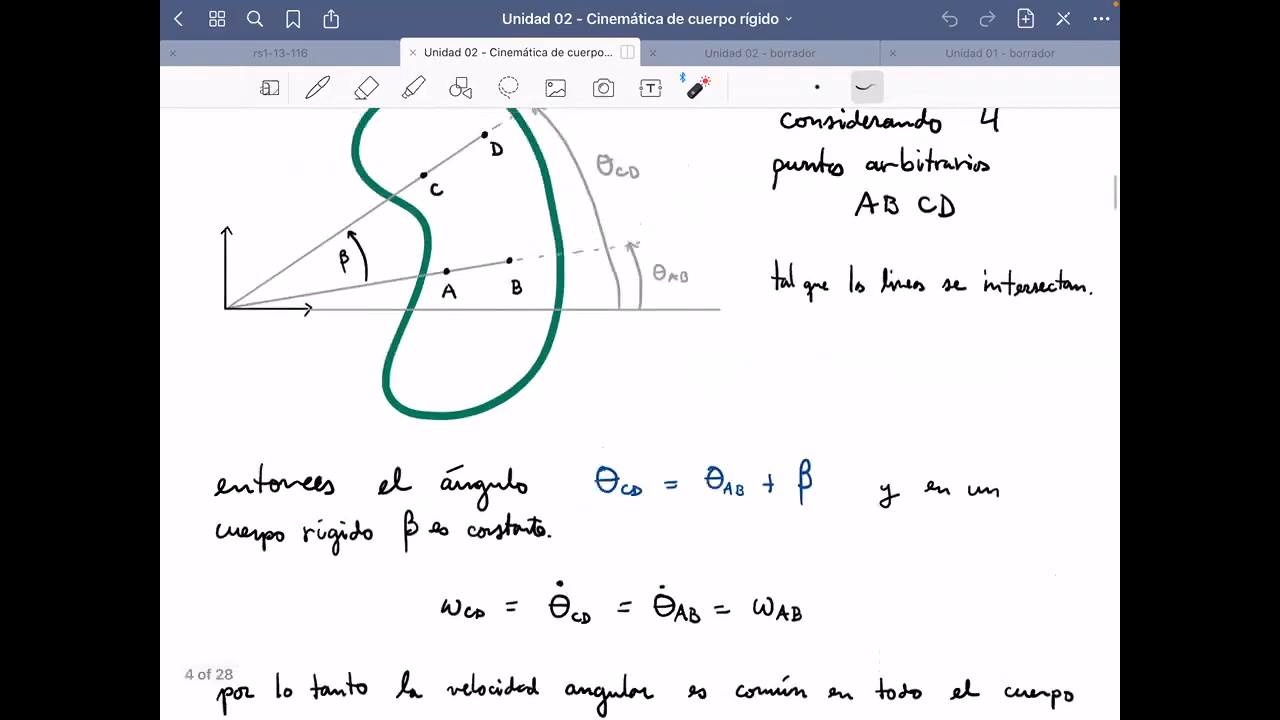 Unidad 02 - Cinemática de cuerpo rígido
rs1-13-116
Unidad 02 - Cinemática de cuerpo...
Unidad 02 - borrador
Unidad 01 - borrador
considerando 4
puntos arbitrarios
AB CD
tal que las lineas se intersectan.
D
C
θCD
β
A
B
θAB
entonces el ángulo θCD = θAB + β y en un
cuerpo rígido β es constante.
ωCD = θ̇CD = θ̇AB = ωAB
4 of 28
por lo tanto la velocidad angular es común en todo el cuerpo